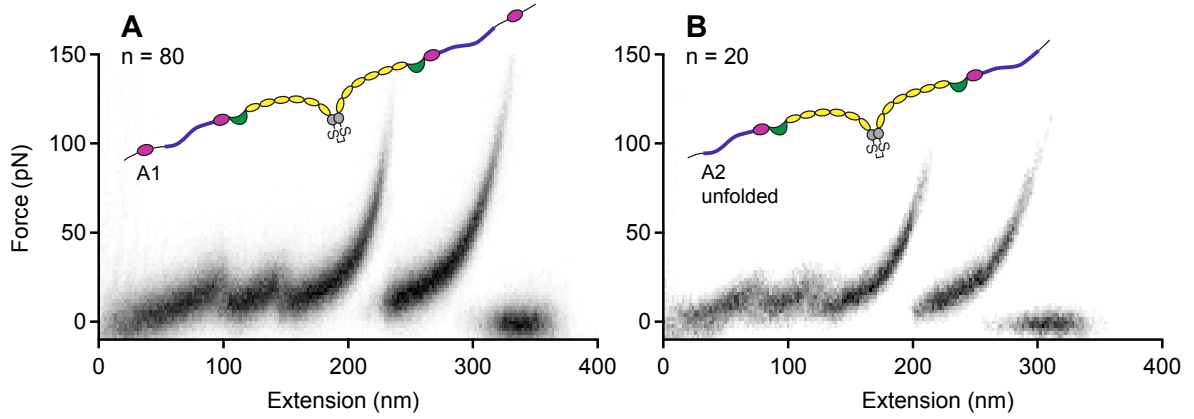 A
n = 80
150
100
50
0
Force (pN)
0
100
200
300
400
Extension (nm)
A1
S
S
B
n = 20
150
100
50
0
0
100
200
300
400
Extension (nm)
A2
unfolded
S
S